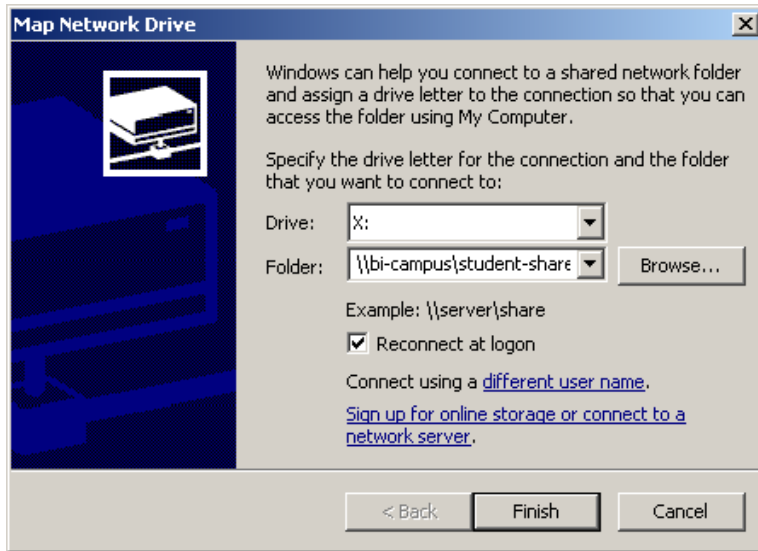 Map Network Drive
Windows can help you connect to a shared network folder
and assign a drive letter to the connection so that you can
access the folder using My Computer.
Specify the drive letter for the connection and the folder
that you want to connect to:
Drive: X:
Folder: \\bi-campus\student-share Browse...
Example: \\server\share
Reconnect at logon
Connect using a different user name.
Sign up for online storage or connect to a
network server.
< Back Finish Cancel